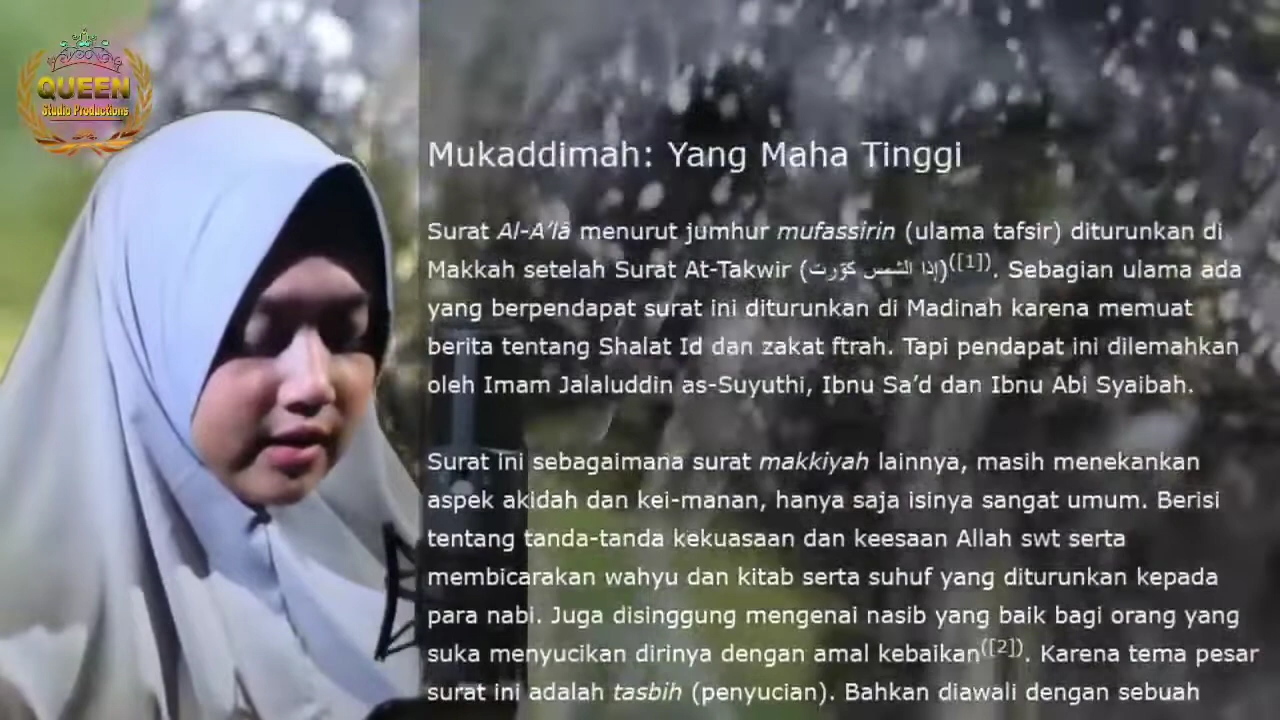 QUEEN
Studio Productions
Mukaddimah: Yang Maha Tinggi
Surat Al-A’lâ menurut jumhur mufassirin (ulama tafsir) diturunkan di
Makkah setelah Surat At-Takwir (إذا الشمس كوّرت)([1]). Sebagian ulama ada
yang berpendapat surat ini diturunkan di Madinah karena memuat
berita tentang Shalat Id dan zakat ftrah. Tapi pendapat ini dilemahkan
oleh Imam Jalaluddin as-Suyuthi, Ibnu Sa’d dan Ibnu Abi Syaibah.
Surat ini sebagaimana surat makkiyah lainnya, masih menekankan
aspek akidah dan kei-manan, hanya saja isinya sangat umum. Berisi
tentang tanda-tanda kekuasaan dan keesaan Allah swt serta
membicarakan wahyu dan kitab serta suhuf yang diturunkan kepada
para nabi. Juga disinggung mengenai nasib yang baik bagi orang yang
suka menyucikan dirinya dengan amal kebaikan([2]). Karena tema pesar
surat ini adalah tasbih (penyucian). Bahkan diawali dengan sebuah